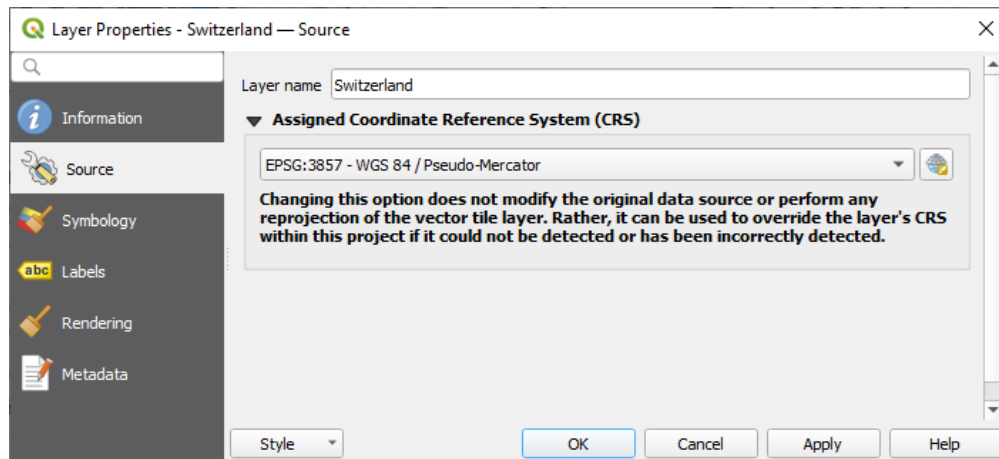 Layer Properties - Switzerland — Source
Information
Source
Symbology
abc Labels
Rendering
Metadata
Layer name Switzerland
Assigned Coordinate Reference System (CRS)
EPSG:3857 - WGS 84 / Pseudo-Mercator
Changing this option does not modify the original data source or perform any
reprojection of the vector tile layer. Rather, it can be used to override the layer's CRS
within this project if it could not be detected or has been incorrectly detected.
Style OK Cancel Apply Help